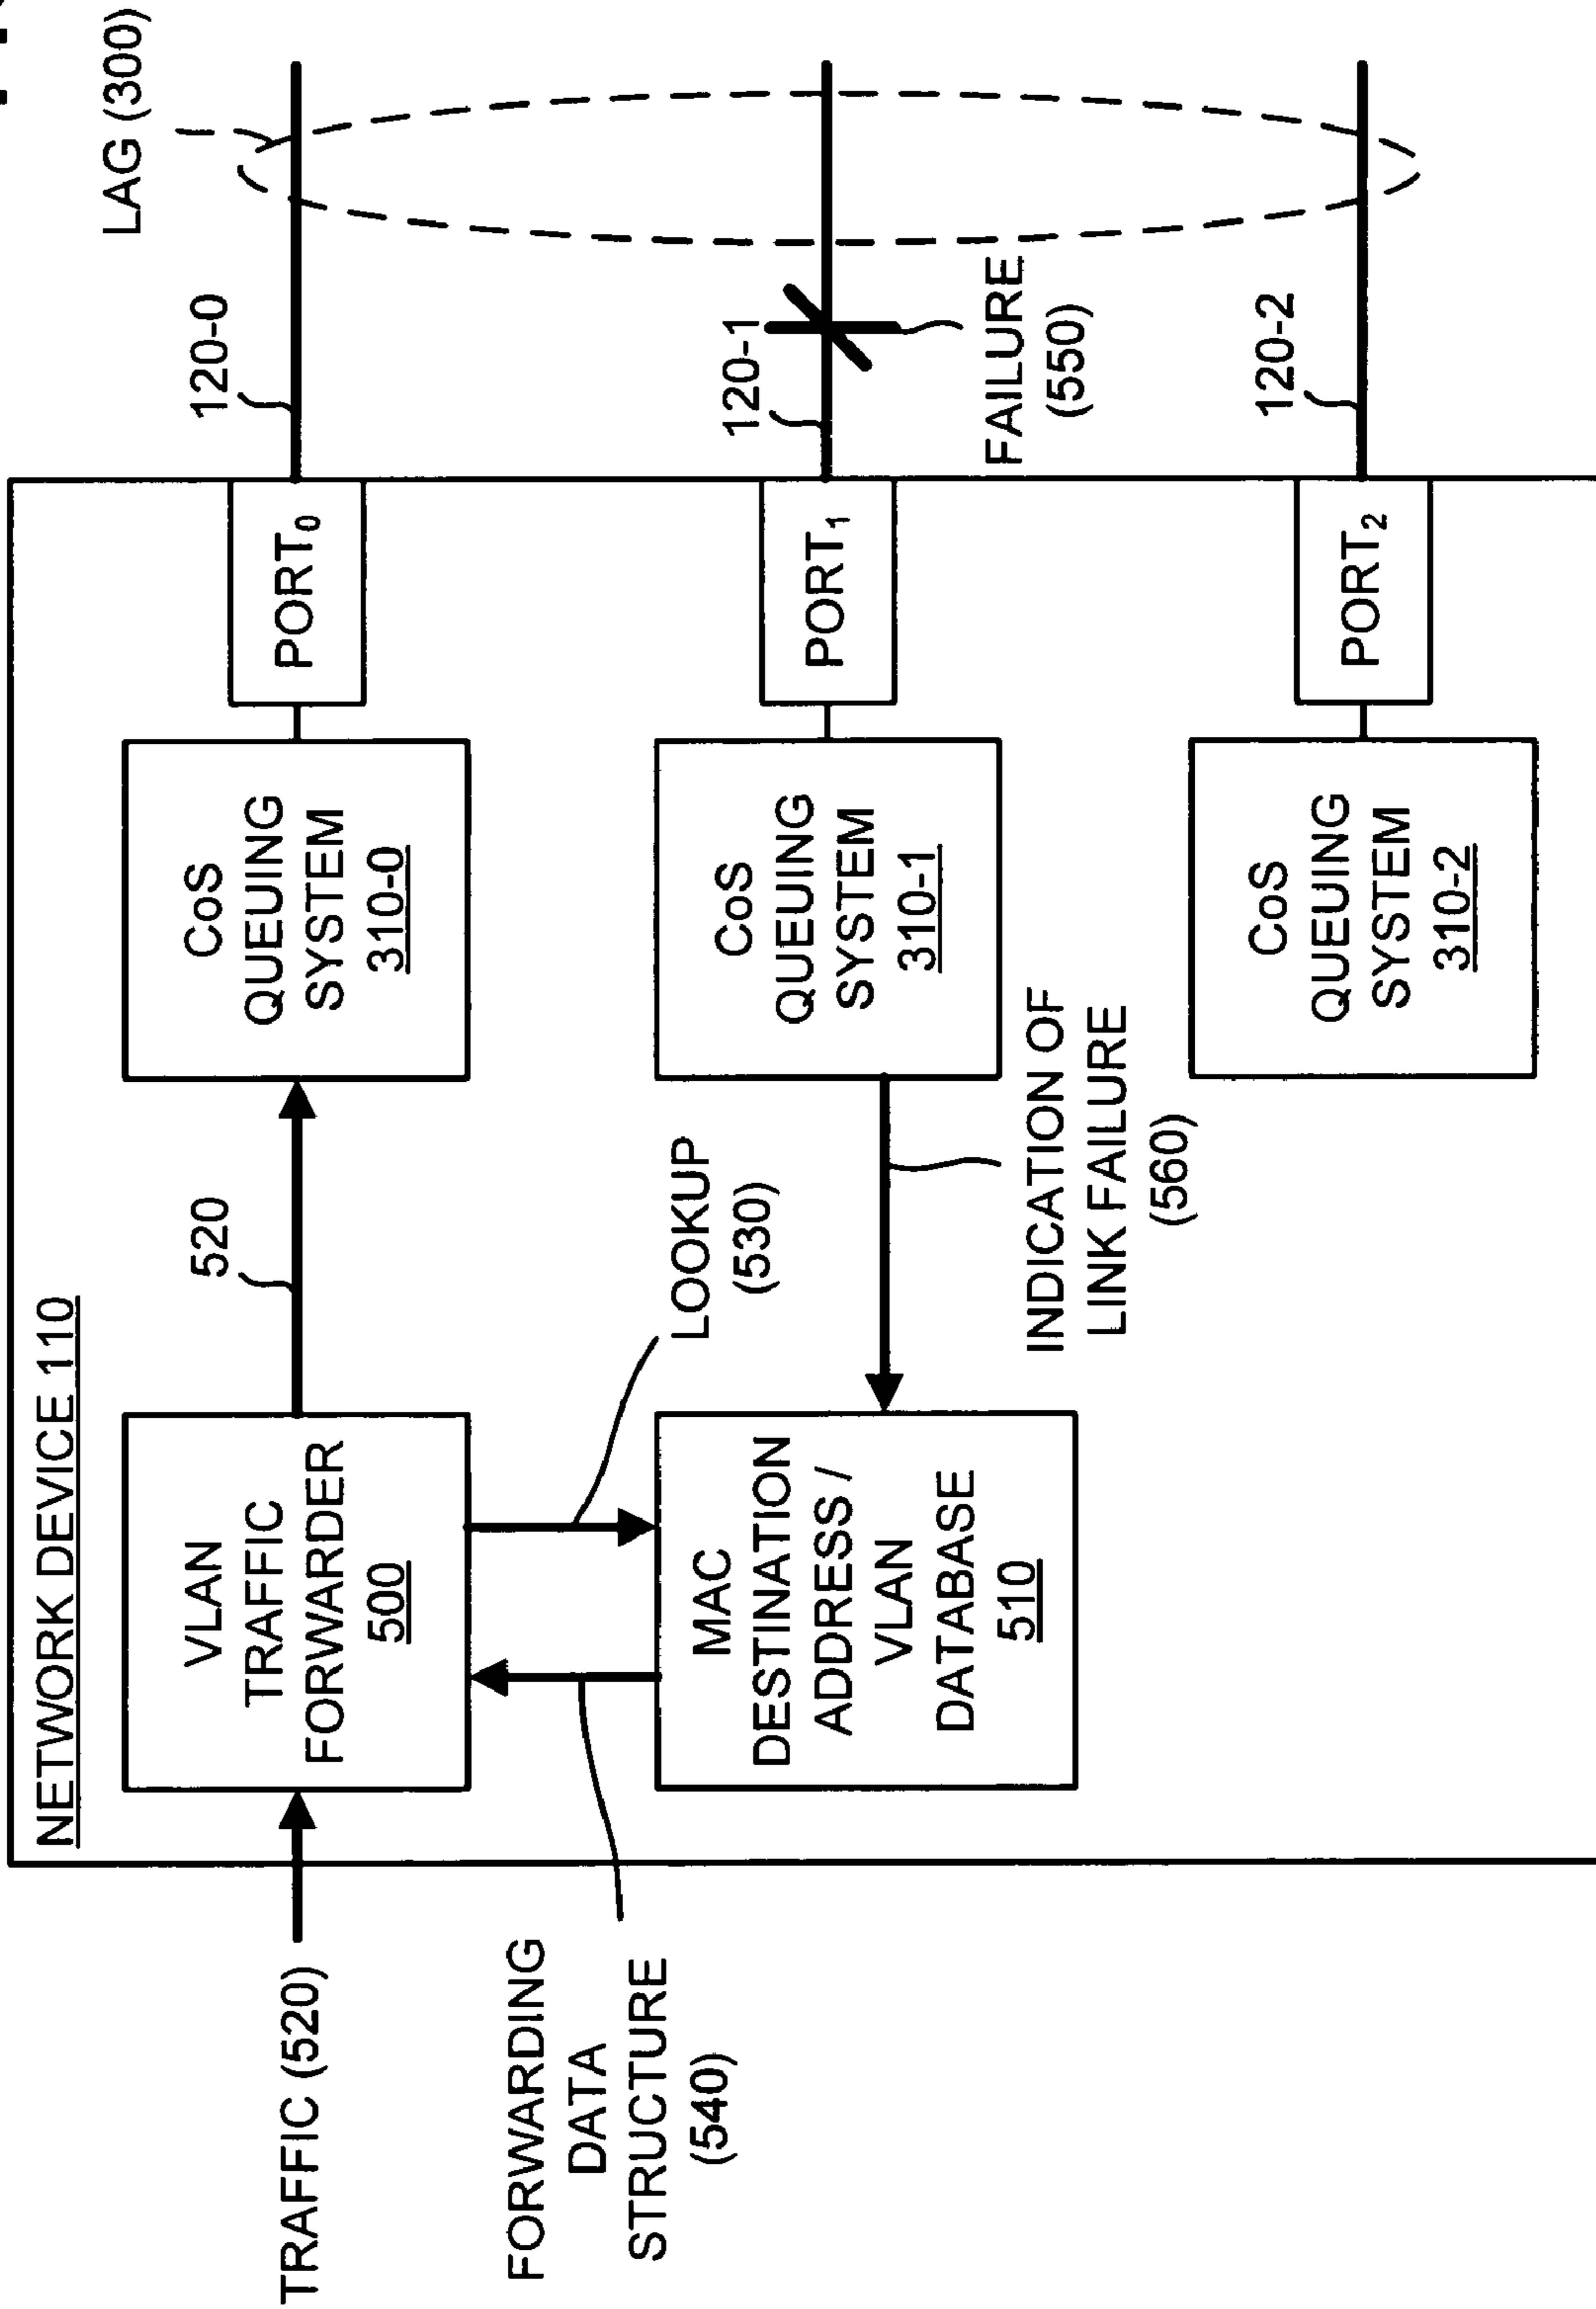 NETWORK DEVICE 110
TRAFFIC (520)
VLAN
TRAFFIC
FORWARDER
500
520
CoS
QUEUING
SYSTEM
310-0
PORT0
120-0
LAG (300)
FORWARDING
DATA
STRUCTURE
(540)
LOOKUP
(530)
MAC
DESTINATION
ADDRESS /
VLAN
DATABASE
510
INDICATION OF
LINK FAILURE
(560)
CoS
QUEUING
SYSTEM
310-1
PORT1
120-1
FAILURE
(550)
CoS
QUEUING
SYSTEM
310-2
PORT2
120-2